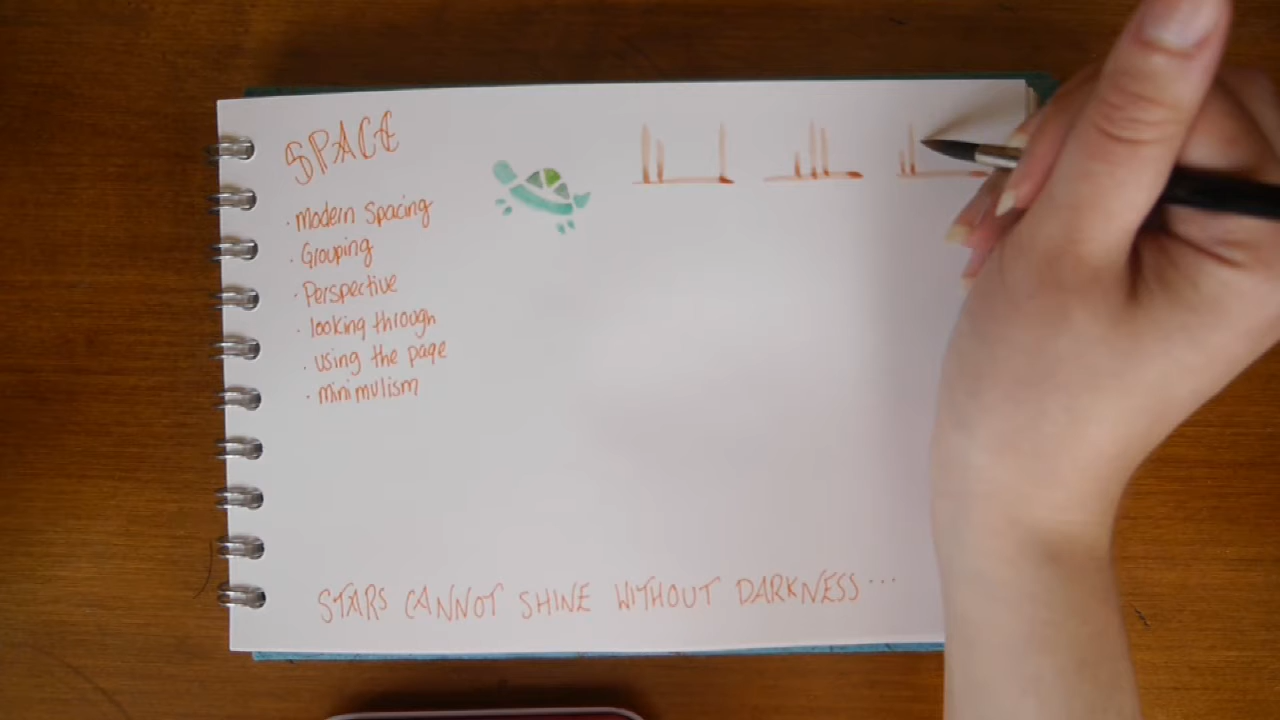 SPACE
· Modern Spacing
· Grouping
· Perspective
· looking through
· using the page
· minimulism
STARS CANNOT SHINE WITHOUT DARKNESS...